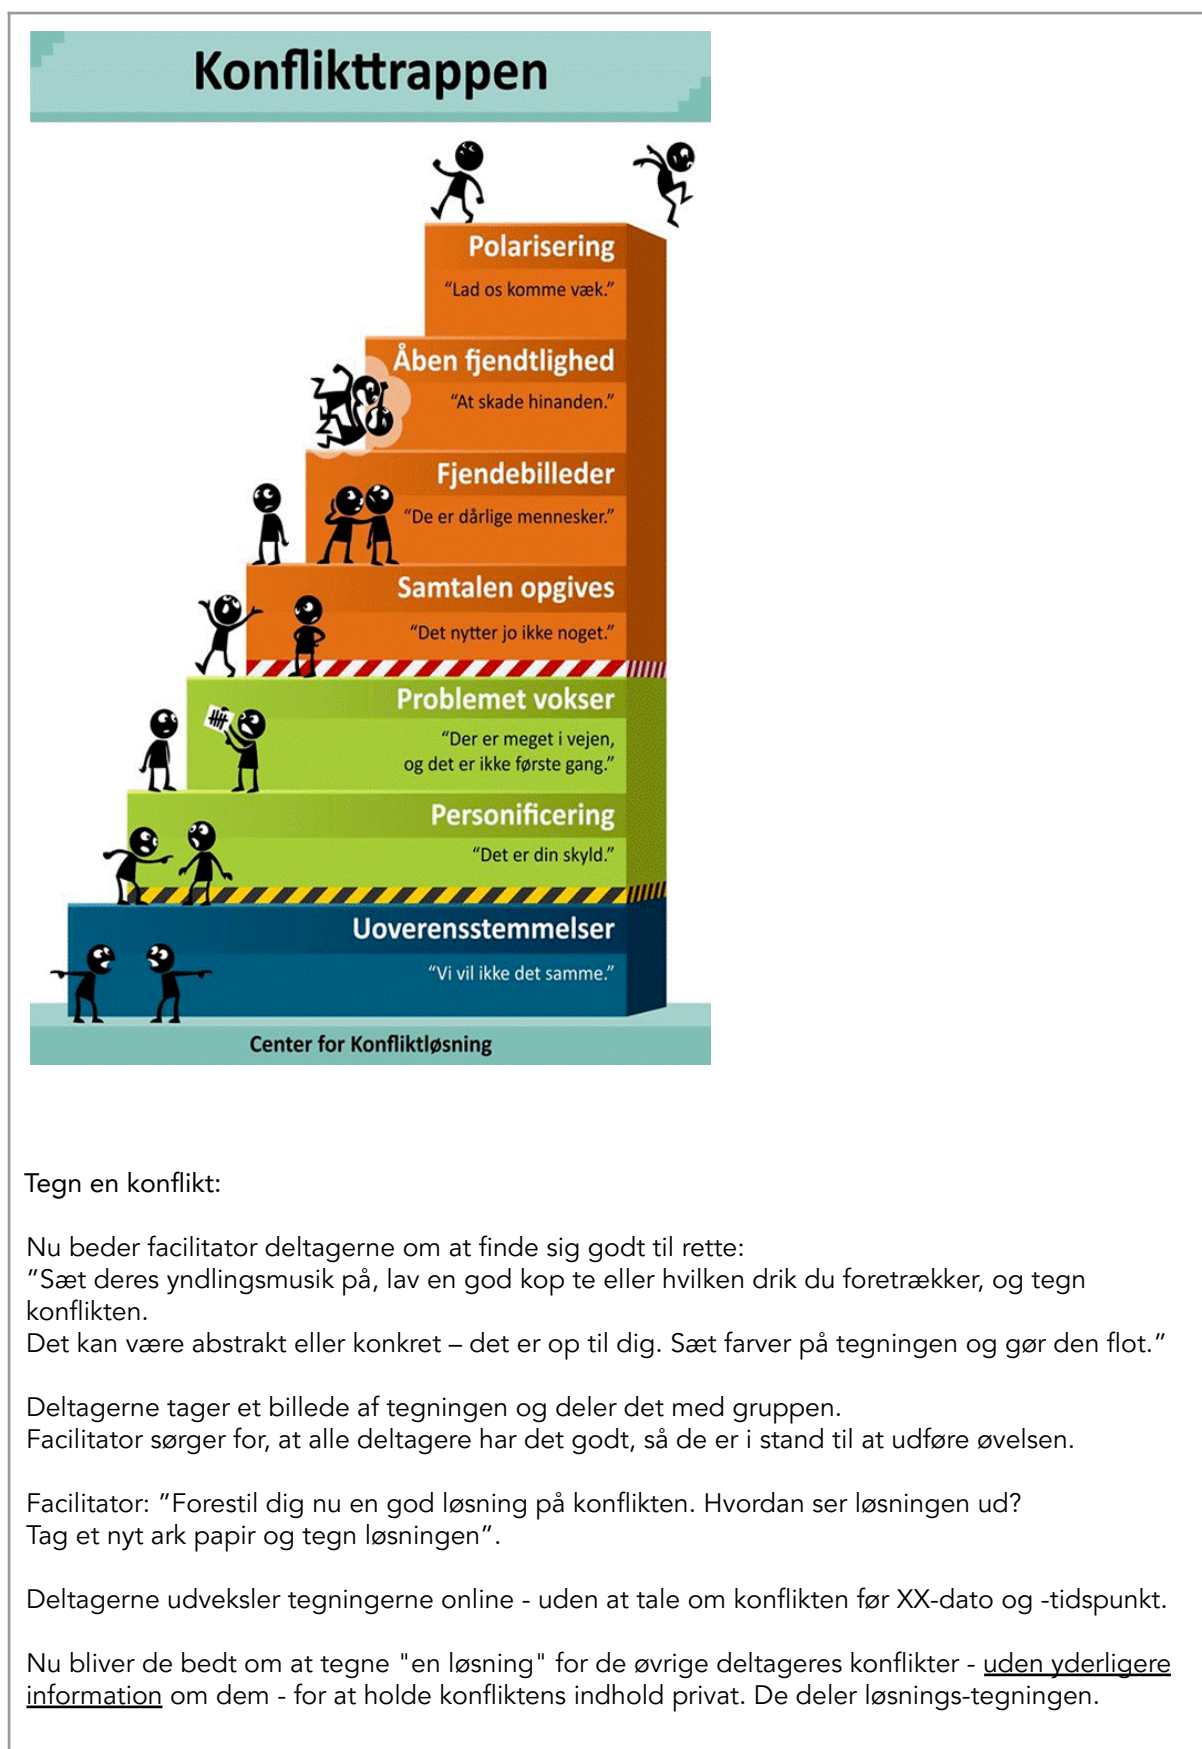 Konflikttrappen
Polarisering
“Lad os komme væk.”
Åben fjendtlighed
“At skade hinanden.”
Fjendebilleder
“De er dårlige mennesker.”
Samtalen opgives
“Det nytter jo ikke noget.”
Problemet vokser
“Der er meget i vejen,
og det er ikke første gang.”
Personificering
“Det er din skyld.”
Uoverensstemmelser
“Vi vil ikke det samme.”
Center for Konfliktløsning
Tegn en konflikt:
Nu beder facilitator deltagerne om at finde sig godt til rette:
”Sæt deres yndlingsmusik på, lav en god kop te eller hvilken drik du foretrækker, og tegn
konflikten.
Det kan være abstrakt eller konkret – det er op til dig. Sæt farver på tegningen og gør den flot.”
Deltagerne tager et billede af tegningen og deler det med gruppen.
Facilitator sørger for, at alle deltagere har det godt, så de er i stand til at udføre øvelsen.
Facilitator: ”Forestil dig nu en god løsning på konflikten. Hvordan ser løsningen ud?
Tag et nyt ark papir og tegn løsningen”.
Deltagerne udveksler tegningerne online - uden at tale om konflikten før XX-dato og -tidspunkt.
Nu bliver de bedt om at tegne "en løsning" for de øvrige deltageres konflikter - uden yderligere
information om dem - for at holde konfliktens indhold privat. De deler løsnings-tegningen.